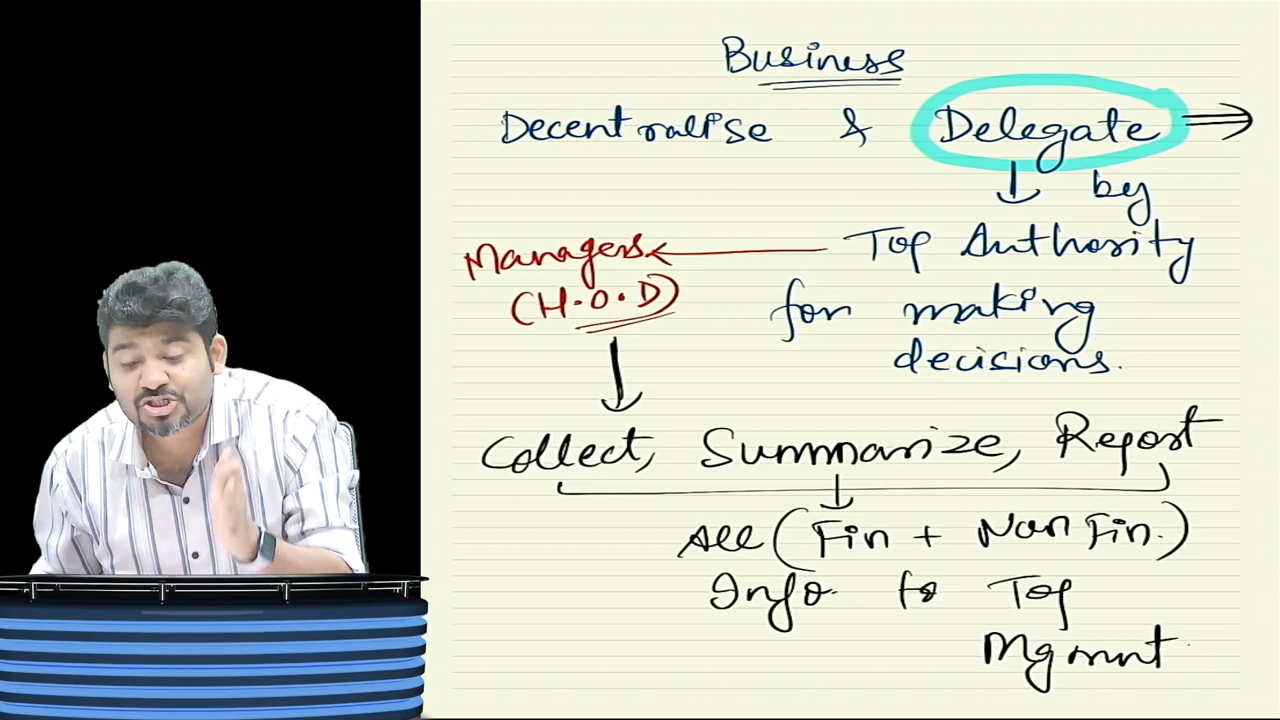 Business
Decentralise & Delegate ⇒
↓ by
Managers ← Top Authority
(H.O.D) for making
decisions.
Collect, Summarize, Report
All (Fin + Non Fin.)
Info. to Top
Mgmnt.